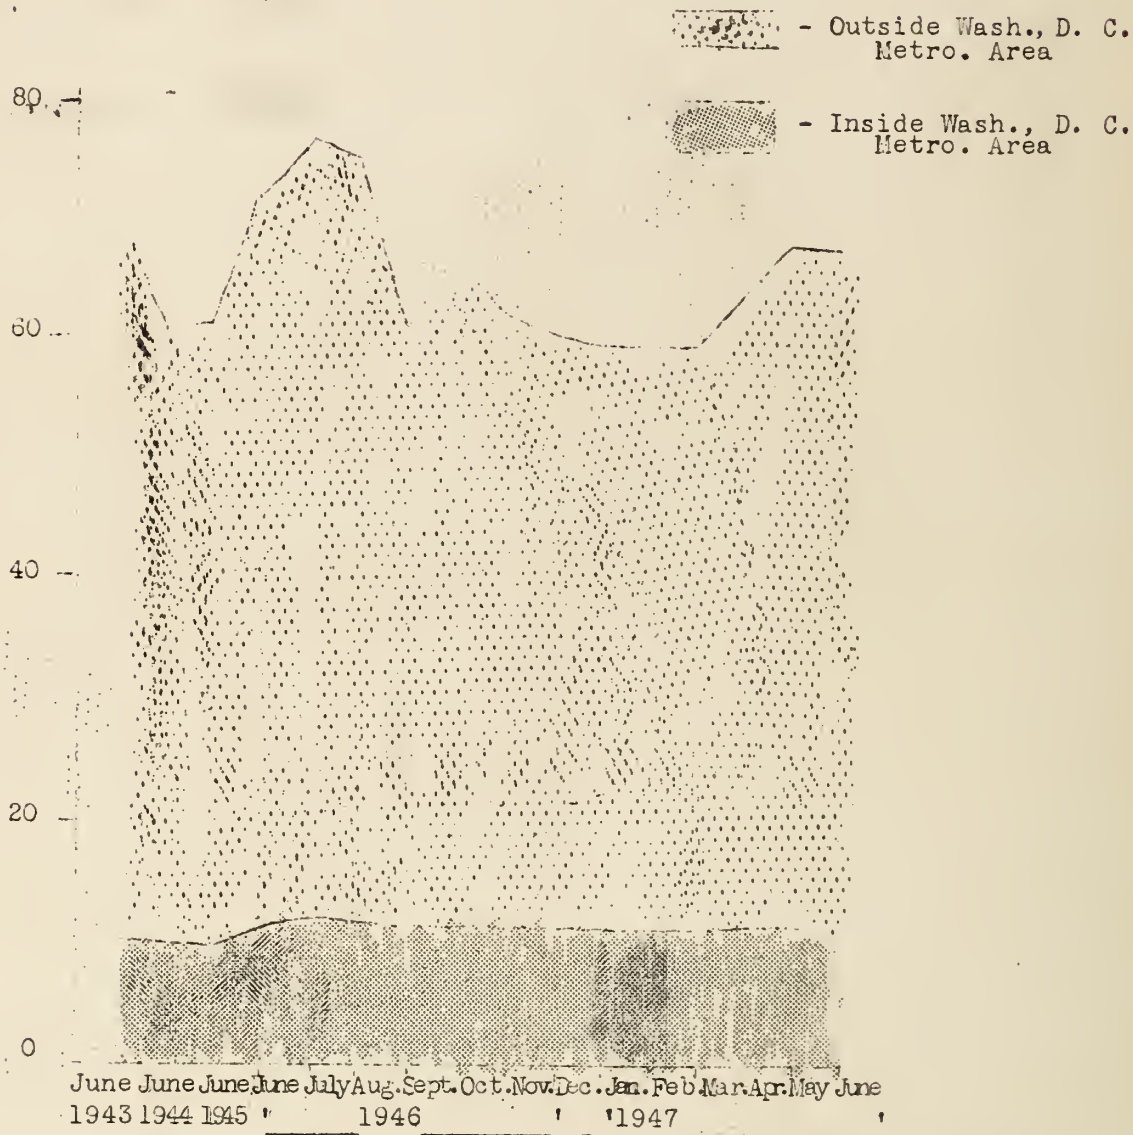 - Outside Wash., D. C.
Metro. Area
- Inside Wash., D. C.
Metro. Area
80
60
40
20
0
June June June June July Aug. Sept. Oct. Nov. Dec. Jan. Feb. Mar. Apr. May June
1943 1944 1945 ' 1946 ' '1947 '